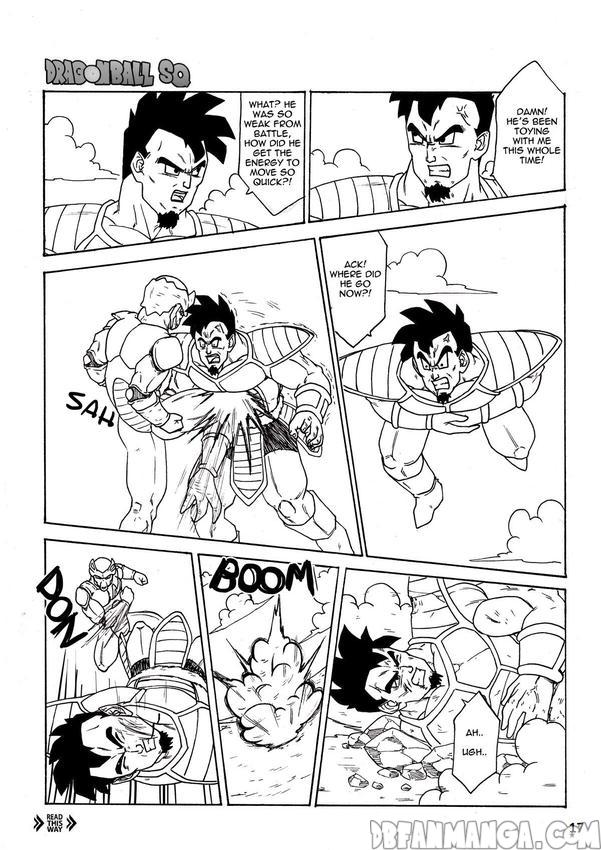 DRAGONBALL SQ
WHAT? HE
WAS SO
WEAK FROM
BATTLE,
HOW DID HE
GET THE
ENERGY TO
MOVE SO
QUICK?!
DAMN!
HE'S BEEN
TOYING
WITH ME
THIS WHOLE
TIME!
SAH
ACK!
WHERE DID
HE GO
NOW?!
DON
BOOM
AH..
UGH..
READ
THIS
WAY
17
DBFANMANGA.COM